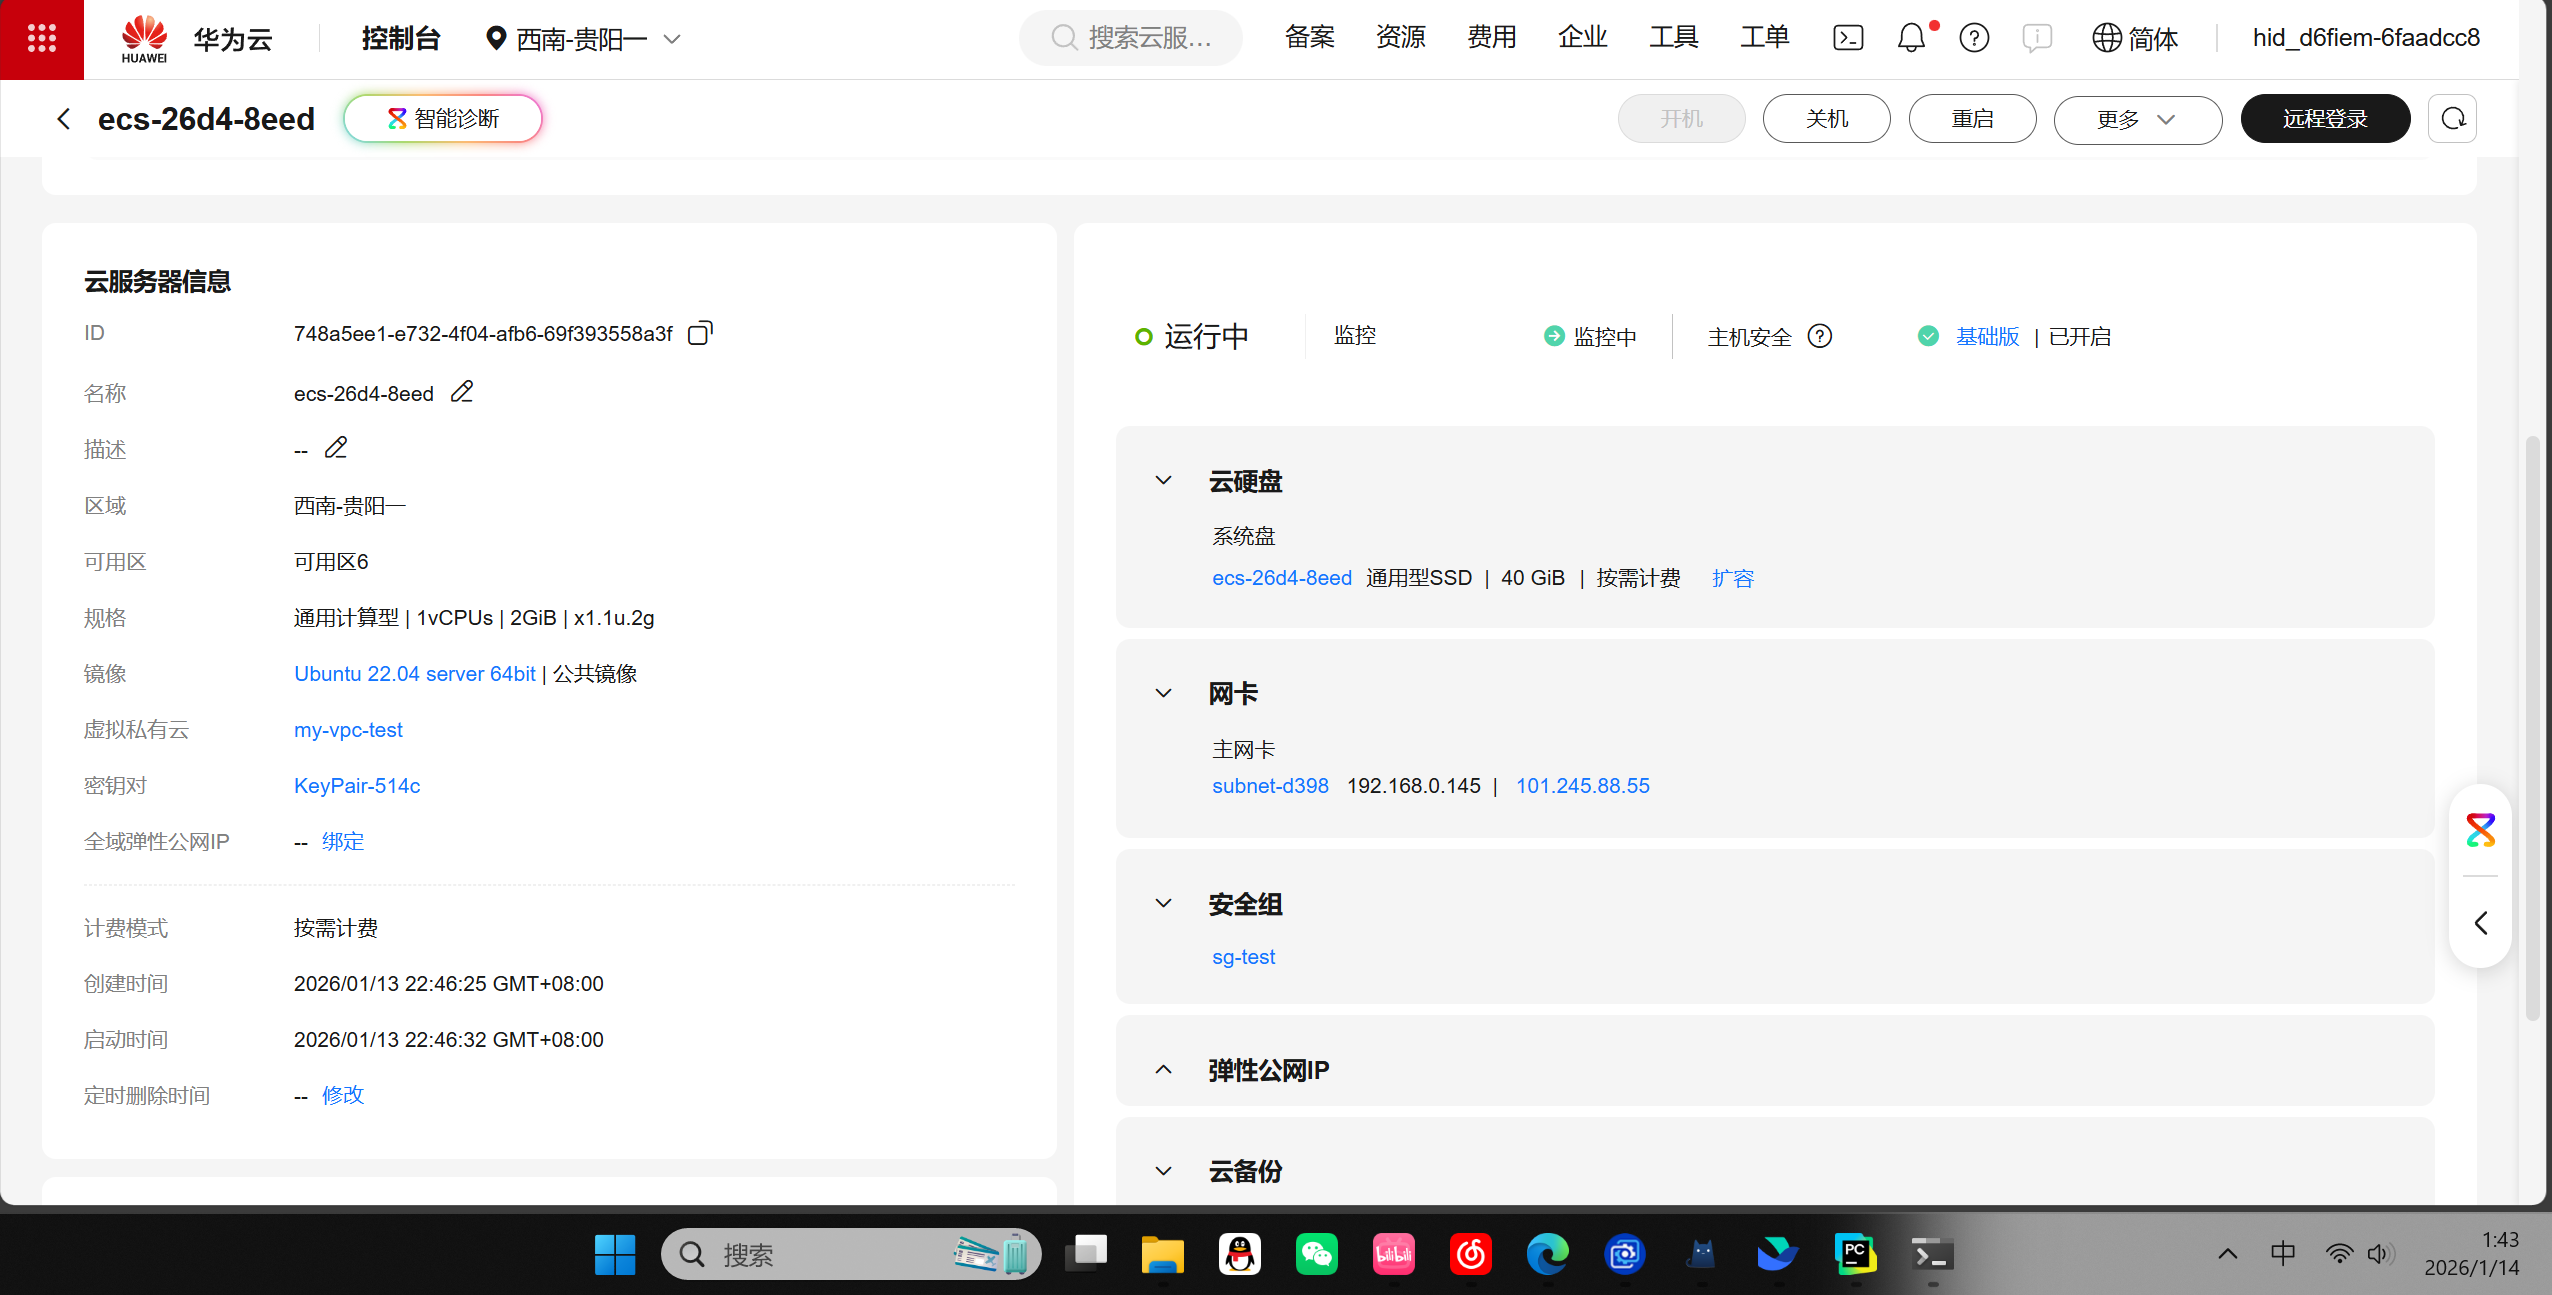 HUAWEI
华为云
控制台
西南-贵阳一
搜索云服...
备案
资源
费用
企业
工具
工单
简体
hid_d6fiem-6faadcc8
ecs-26d4-8eed
智能诊断
开机
关机
重启
更多
远程登录
云服务器信息
ID 748a5ee1-e732-4f04-afb6-69f393558a3f
名称 ecs-26d4-8eed
描述 --
区域 西南-贵阳一
可用区 可用区6
规格 通用计算型 | 1vCPUs | 2GiB | x1.1u.2g
镜像 Ubuntu 22.04 server 64bit | 公共镜像
虚拟私有云 my-vpc-test
密钥对 KeyPair-514c
全域弹性公网IP -- 绑定
计费模式 按需计费
创建时间 2026/01/13 22:46:25 GMT+08:00
启动时间 2026/01/13 22:46:32 GMT+08:00
定时删除时间 -- 修改
运行中
监控 监控中
主机安全 基础版 | 已开启
云硬盘
系统盘
ecs-26d4-8eed 通用型SSD | 40 GiB | 按需计费 扩容
网卡
主网卡
subnet-d398 192.168.0.145 | 101.245.88.55
安全组
sg-test
弹性公网IP
云备份
搜索
bilibili
PC
中
1:43
2026/1/14